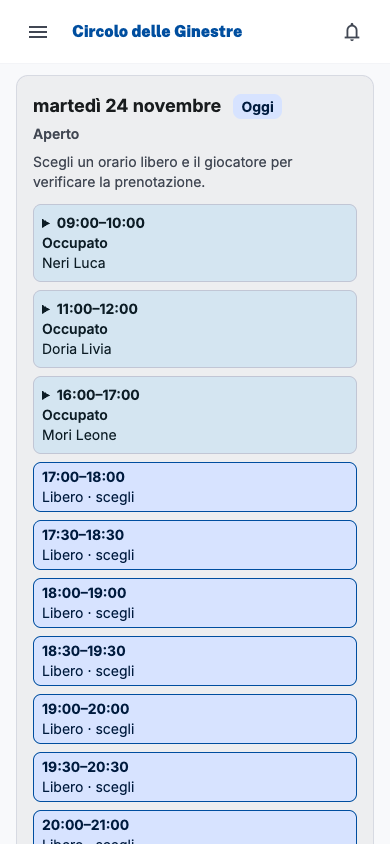 Circolo delle Ginestre
martedì 24 novembre Oggi
Aperto
Scegli un orario libero e il giocatore per
verificare la prenotazione.
09:00–10:00
Occupato
Neri Luca
11:00–12:00
Occupato
Doria Livia
16:00–17:00
Occupato
Mori Leone
17:00–18:00
Libero · scegli
17:30–18:30
Libero · scegli
18:00–19:00
Libero · scegli
18:30–19:30
Libero · scegli
19:00–20:00
Libero · scegli
19:30–20:30
Libero · scegli
20:00–21:00
Libero · scegli